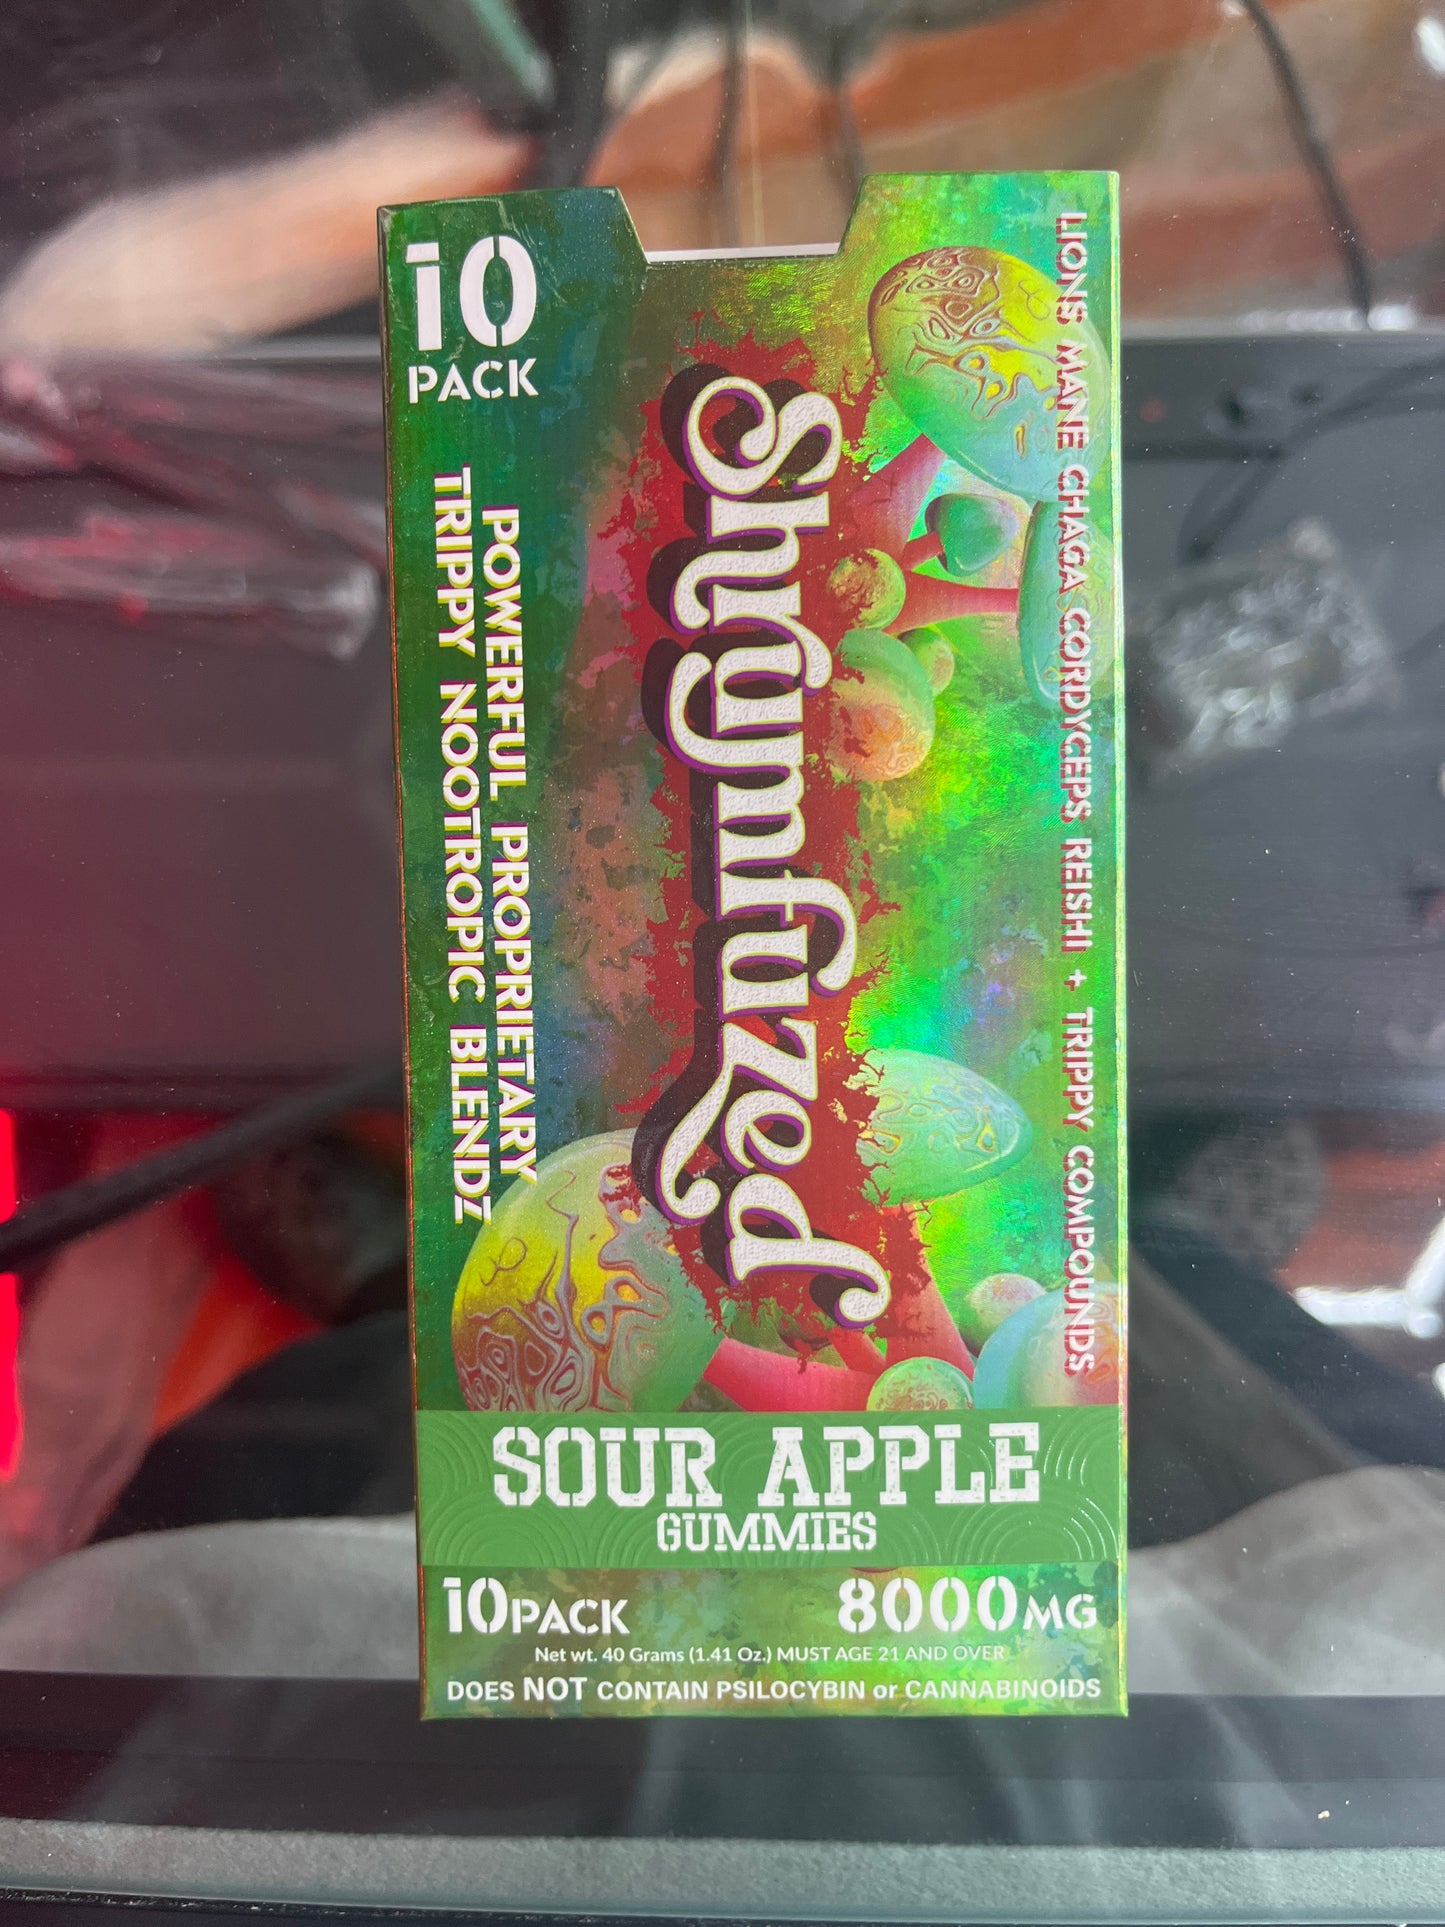 10
PACK
POWERFUL PROPRIETARY
TRIPPY NOOTROPIC BLENDZ
Shrumfuzed
LIONS MANE CHAGA CORDYCEPS REISHI + TRIPPY COMPOUNDS
SOUR APPLE
GUMMIES
10PACK
8000MG
Net wt. 40 Grams (1.41 Oz.) MUST AGE 21 AND OVER
DOES NOT CONTAIN PSILOCYBIN or CANNABINOIDS